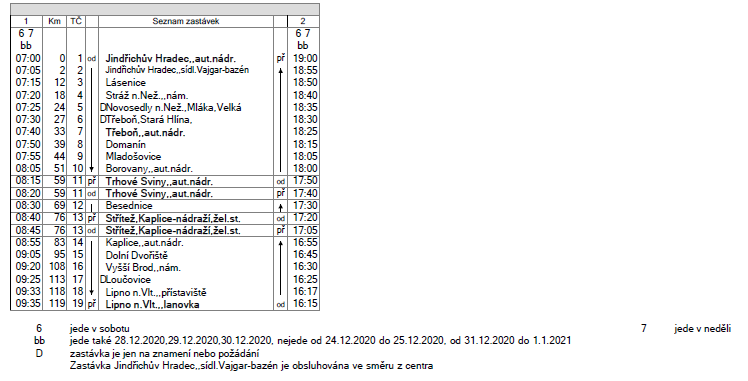 1 Km TČ Seznam zastávek 2
6 7 6 7
bb bb
07:00 0 1 od Jindřichův Hradec,,aut.nádr. př 19:00
07:05 2 2 Jindřichův Hradec,,sídl.Vajgar-bazén 18:55
07:15 12 3 Lásenice 18:50
07:20 18 4 Stráž n.Než.,,nám. 18:40
07:25 24 5 DNovosedly n.Než.,Mláka,Velká 18:35
07:30 27 6 DTřeboň,Stará Hlína, 18:30
07:40 33 7 Třeboň,,aut.nádr. 18:25
07:50 39 8 Domanín 18:15
07:55 44 9 Mladošovice 18:05
08:05 51 10 Borovany,,aut.nádr. 18:00
08:15 59 11 př Trhové Sviny,,aut.nádr. od 17:50
08:20 59 11 od Trhové Sviny,,aut.nádr. př 17:40
08:30 69 12 Besednice 17:30
08:40 76 13 př Střítež,Kaplice-nádraží,žel.st. od 17:20
08:45 76 13 od Střítež,Kaplice-nádraží,žel.st. př 17:05
08:55 83 14 Kaplice,,aut.nádr. 16:55
09:05 95 15 Dolní Dvořiště 16:45
09:20 108 16 Vyšší Brod,,nám. 16:30
09:25 113 17 DLoučovice 16:25
09:33 118 18 Lipno n.Vlt.,,přístaviště 16:17
09:35 119 19 př Lipno n.Vlt.,,lanovka od 16:15
6 jede v sobotu 7 jede v neděli
bb jede také 28.12.2020,29.12.2020,30.12.2020, nejede od 24.12.2020 do 25.12.2020, od 31.12.2020 do 1.1.2021
D zastávka je jen na znamení nebo požádání
Zastávka Jindřichův Hradec,,sídl.Vajgar-bazén je obsluhována ve směru z centra